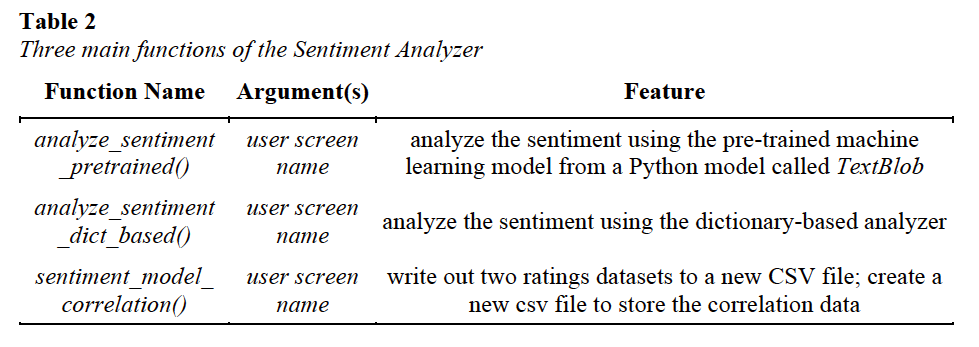 Table 2
Three main functions of the Sentiment Analyzer
Function Name Argument(s) Feature
analyze_sentiment user screen analyze the sentiment using the pre-trained machine
_pretrained() name learning model from a Python model called TextBlob
analyze_sentiment user screen analyze the sentiment using the dictionary-based analyzer
_dict_based() name
sentiment_model_ user screen write out two ratings datasets to a new CSV file; create a
correlation() name new csv file to store the correlation data